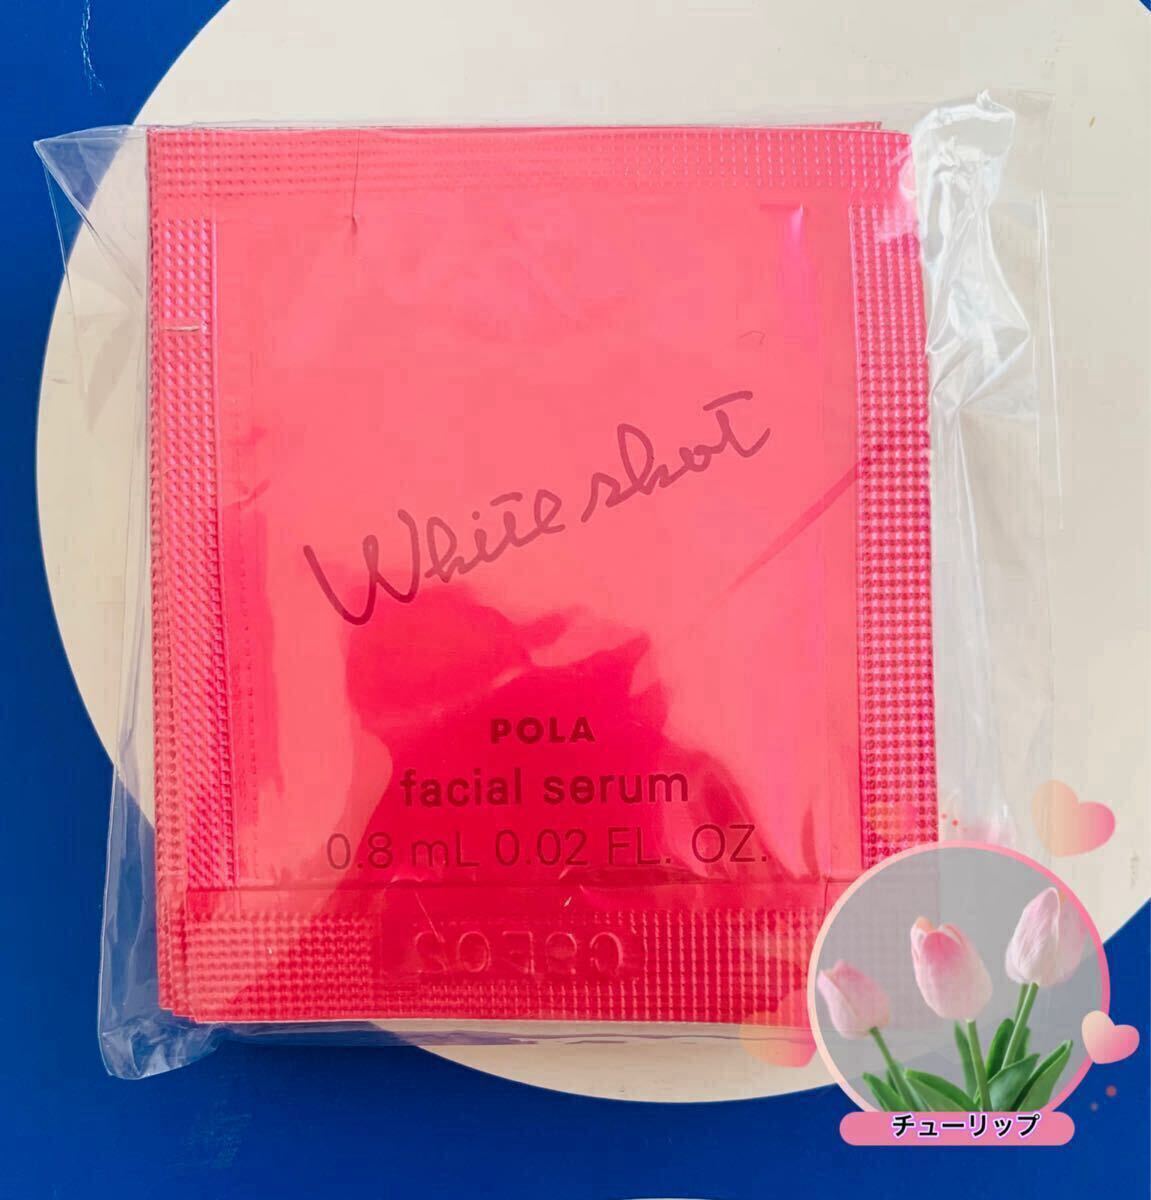 White shot
POLA
facial serum
0.8 mL 0.02 FL. OZ.
チューリップ